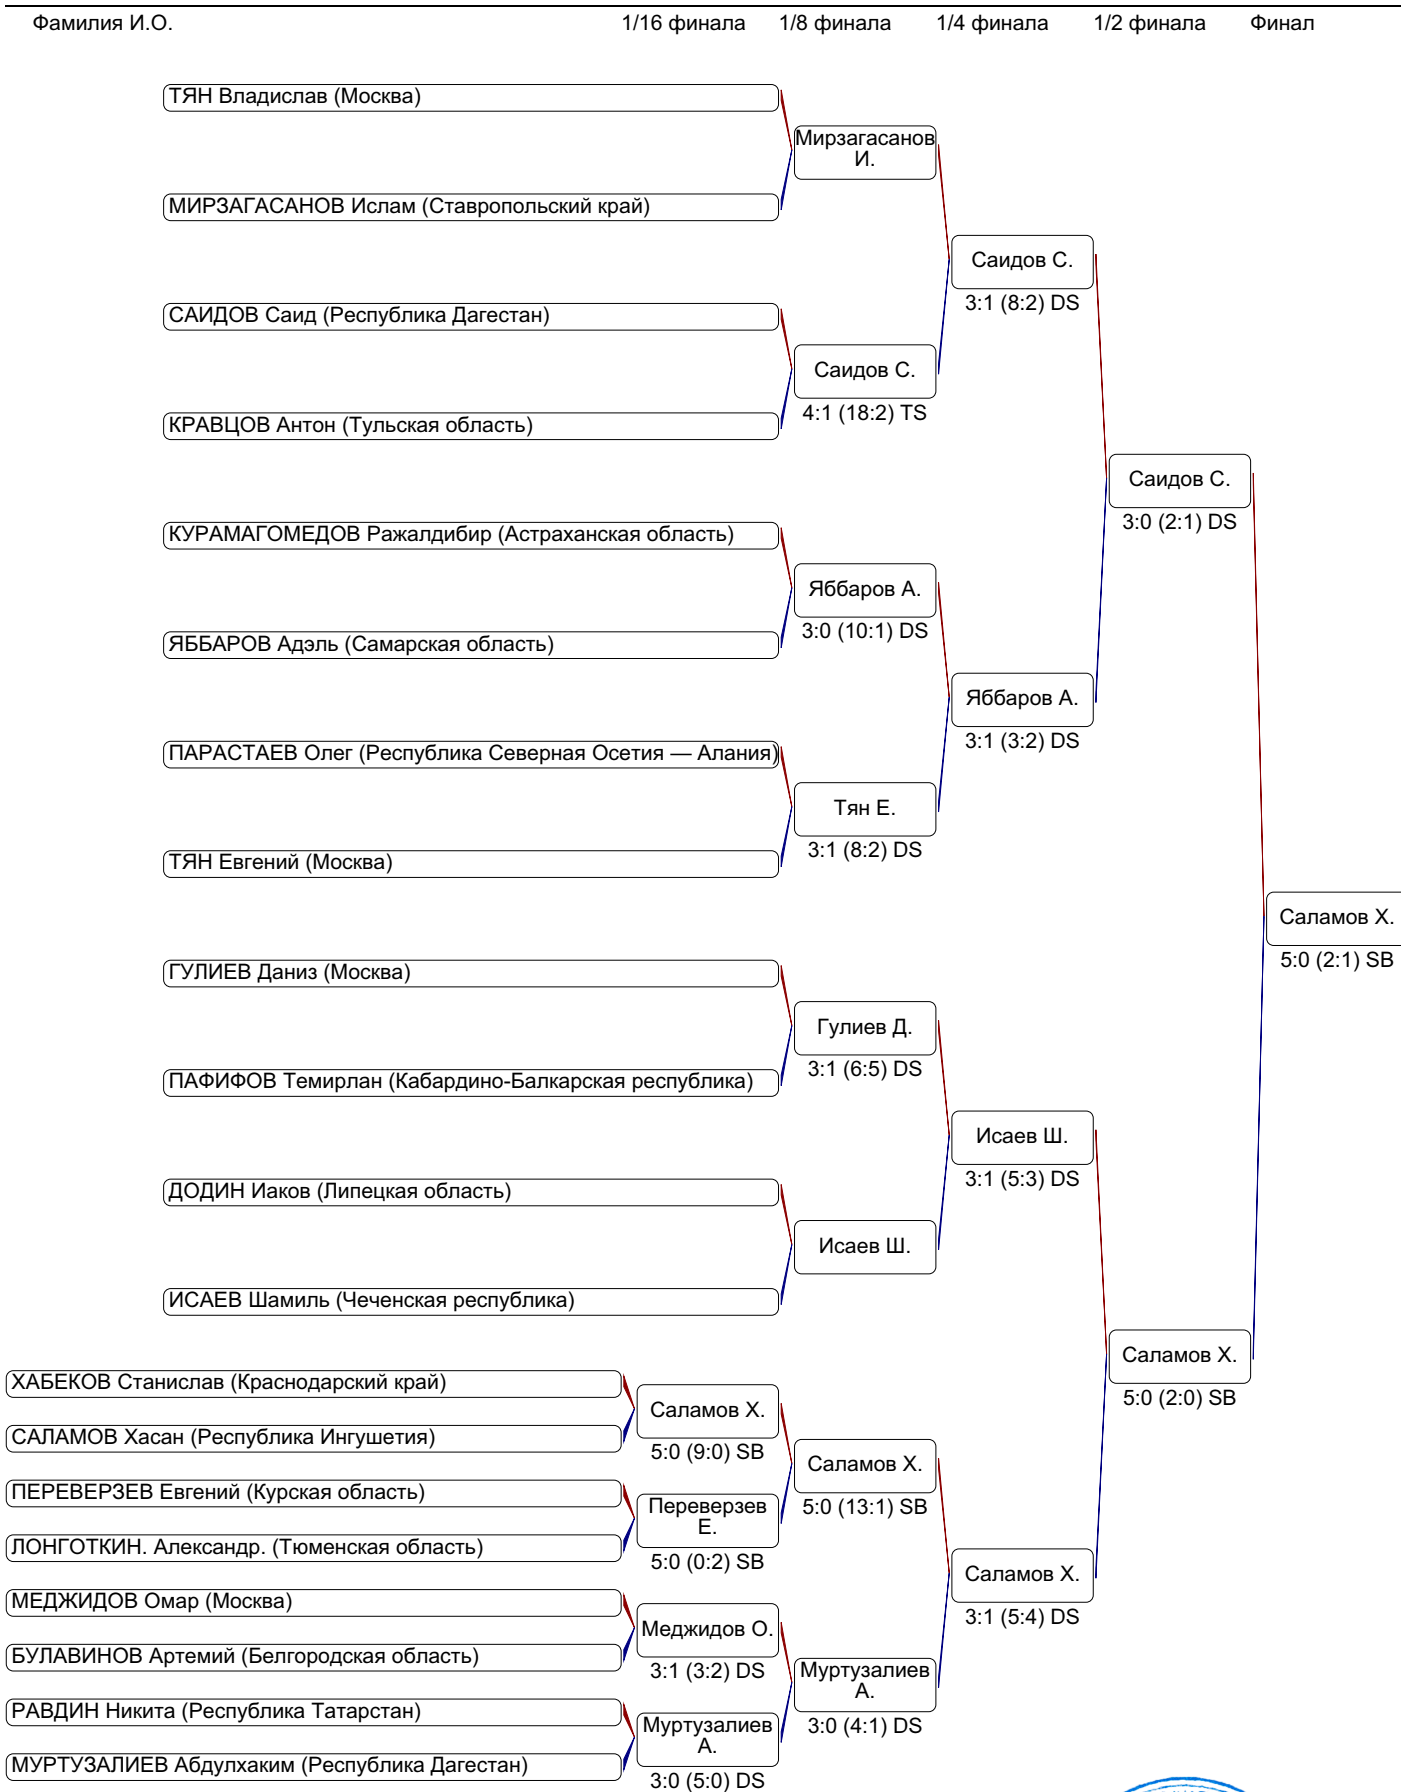 Фамилия И.О. 1/16 финала 1/8 финала 1/4 финала 1/2 финала Финал
ТЯН Владислав (Москва)
Мирзагасанов
И.
МИРЗАГАСАНОВ Ислам (Ставропольский край)
Саидов С.
3:1 (8:2) DS
САИДОВ Саид (Республика Дагестан)
Саидов С.
4:1 (18:2) TS
КРАВЦОВ Антон (Тульская область)
Саидов С.
3:0 (2:1) DS
КУРАМАГОМЕДОВ Ражалдибир (Астраханская область)
Яббаров А.
3:0 (10:1) DS
ЯББАРОВ Адэль (Самарская область)
Яббаров А.
3:1 (3:2) DS
ПАРАСТАЕВ Олег (Республика Северная Осетия — Алания)
Тян Е.
3:1 (8:2) DS
ТЯН Евгений (Москва)
Саламов Х.
5:0 (2:1) SB
ГУЛИЕВ Даниз (Москва)
Гулиев Д.
3:1 (6:5) DS
ПАФИФОВ Темирлан (Кабардино-Балкарская республика)
Исаев Ш.
3:1 (5:3) DS
ДОДИН Иаков (Липецкая область)
Исаев Ш.
ИСАЕВ Шамиль (Чеченская республика)
Саламов Х.
5:0 (2:0) SB
ХАБЕКОВ Станислав (Краснодарский край)
Саламов Х.
5:0 (9:0) SB
САЛАМОВ Хасан (Республика Ингушетия)
Саламов Х.
5:0 (13:1) SB
ПЕРЕВЕРЗЕВ Евгений (Курская область)
Переверзев
Е.
5:0 (0:2) SB
ЛОНГОТКИН. Александр. (Тюменская область)
Саламов Х.
3:1 (5:4) DS
МЕДЖИДОВ Омар (Москва)
Меджидов О.
3:1 (3:2) DS
БУЛАВИНОВ Артемий (Белгородская область)
Муртузалиев
А.
3:0 (4:1) DS
РАВДИН Никита (Республика Татарстан)
Муртузалиев
А.
3:0 (5:0) DS
МУРТУЗАЛИЕВ Абдулхаким (Республика Дагестан)